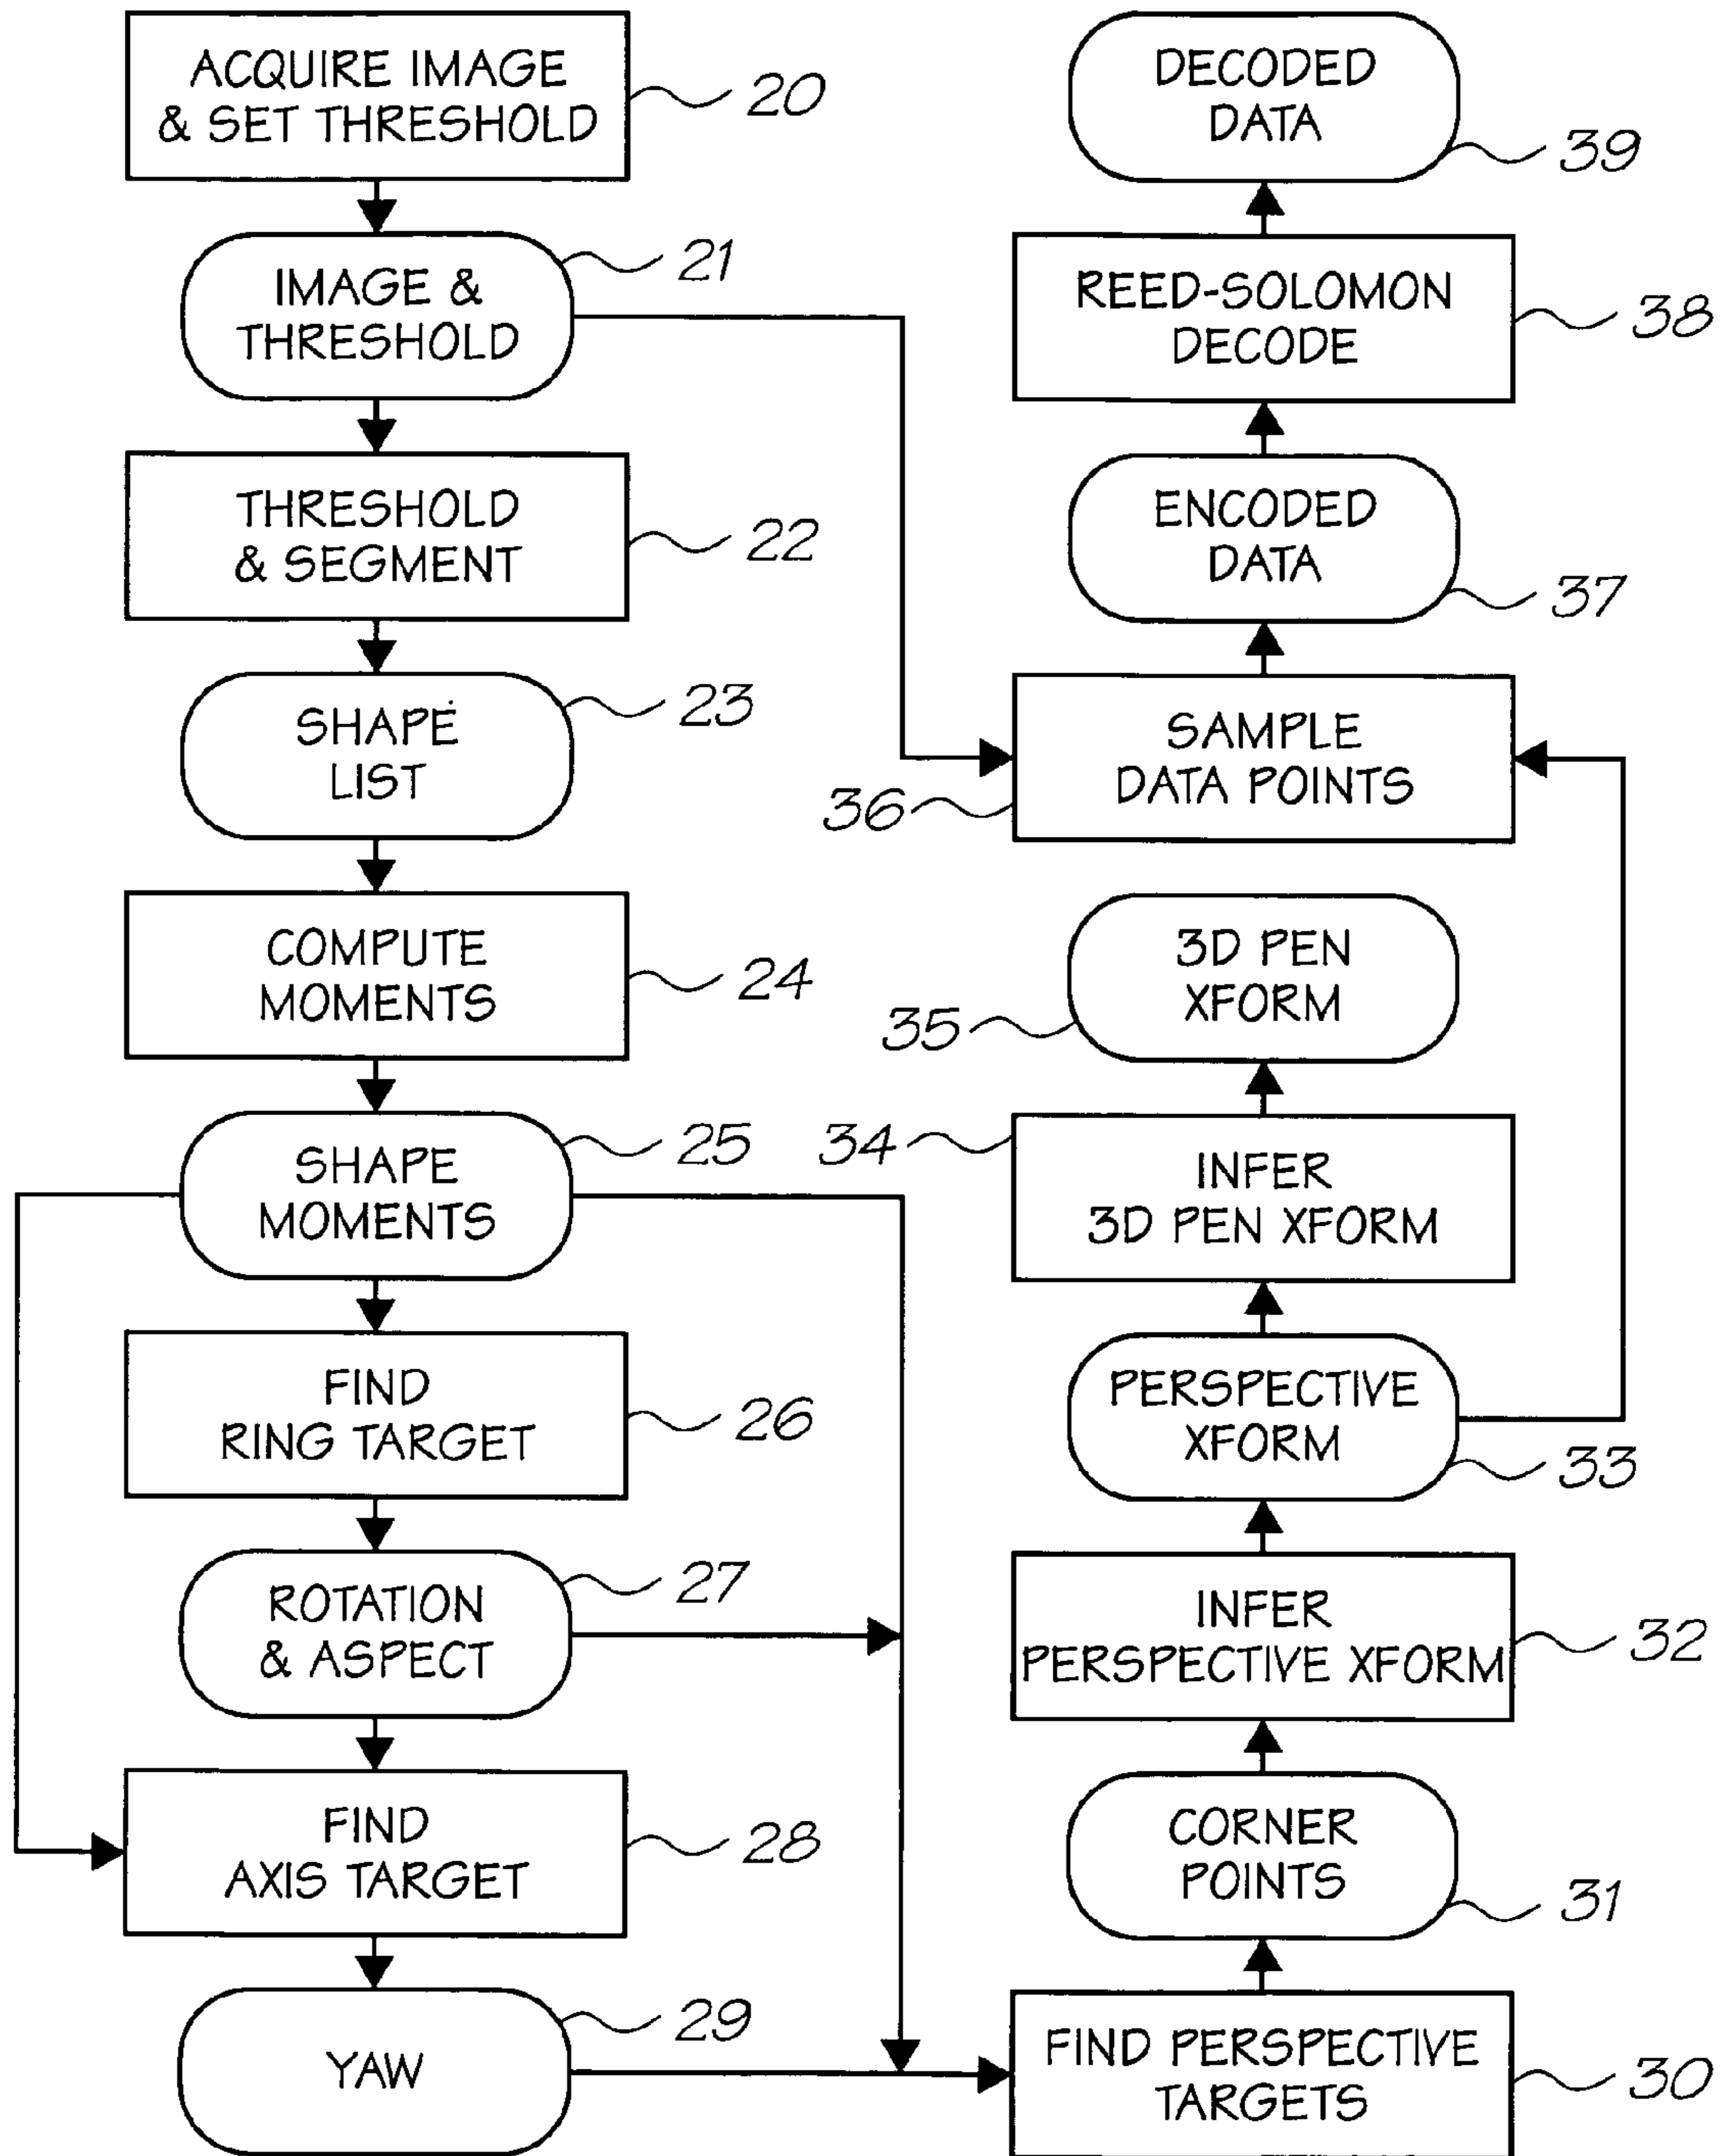 ACQUIRE IMAGE
& SET THRESHOLD
20
IMAGE &
THRESHOLD
21
THRESHOLD
& SEGMENT
22
SHAPE
LIST
23
COMPUTE
MOMENTS
24
SHAPE
MOMENTS
25
FIND
RING TARGET
26
ROTATION
& ASPECT
27
FIND
AXIS TARGET
28
YAW
29
FIND PERSPECTIVE
TARGETS
30
CORNER
POINTS
31
INFER
PERSPECTIVE XFORM
32
PERSPECTIVE
XFORM
33
INFER
3D PEN XFORM
34
3D PEN
XFORM
35
SAMPLE
DATA POINTS
36
ENCODED
DATA
37
REED-SOLOMON
DECODE
38
DECODED
DATA
39